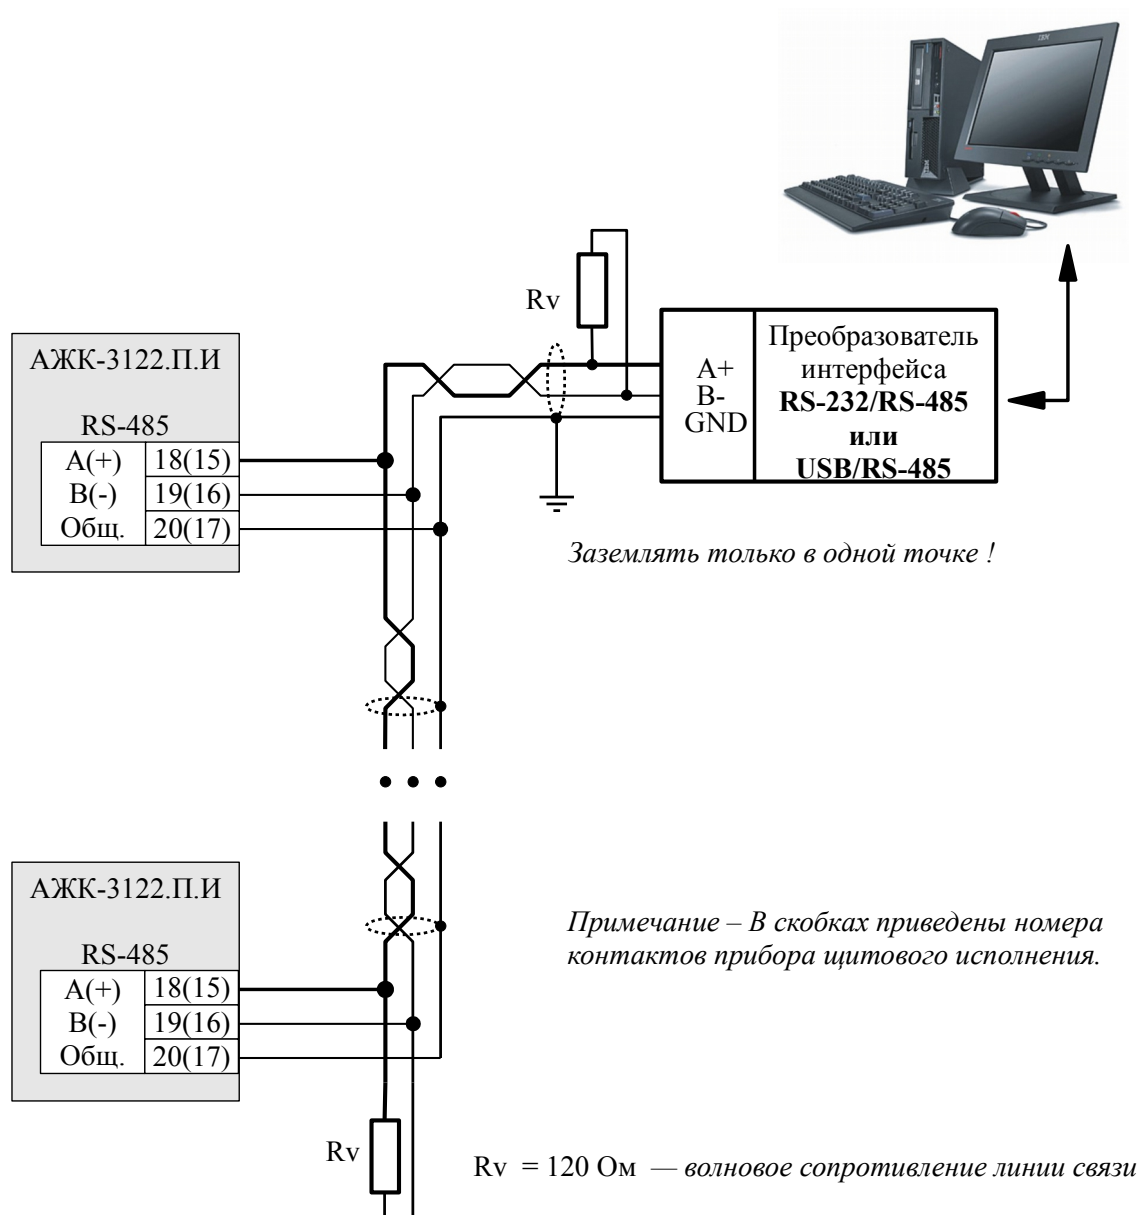 IBM
IBM
Rv
АЖК-3122.П.И
RS-485
A(+) 18(15)
B(-) 19(16)
Общ. 20(17)
A+
B-
GND
Преобразователь
интерфейса
RS-232/RS-485
или
USB/RS-485
Заземлять только в одной точке !
АЖК-3122.П.И
RS-485
A(+) 18(15)
B(-) 19(16)
Общ. 20(17)
Примечание – В скобках приведены номера
контактов прибора щитового исполнения.
Rv
Rv = 120 Ом — волновое сопротивление линии связи